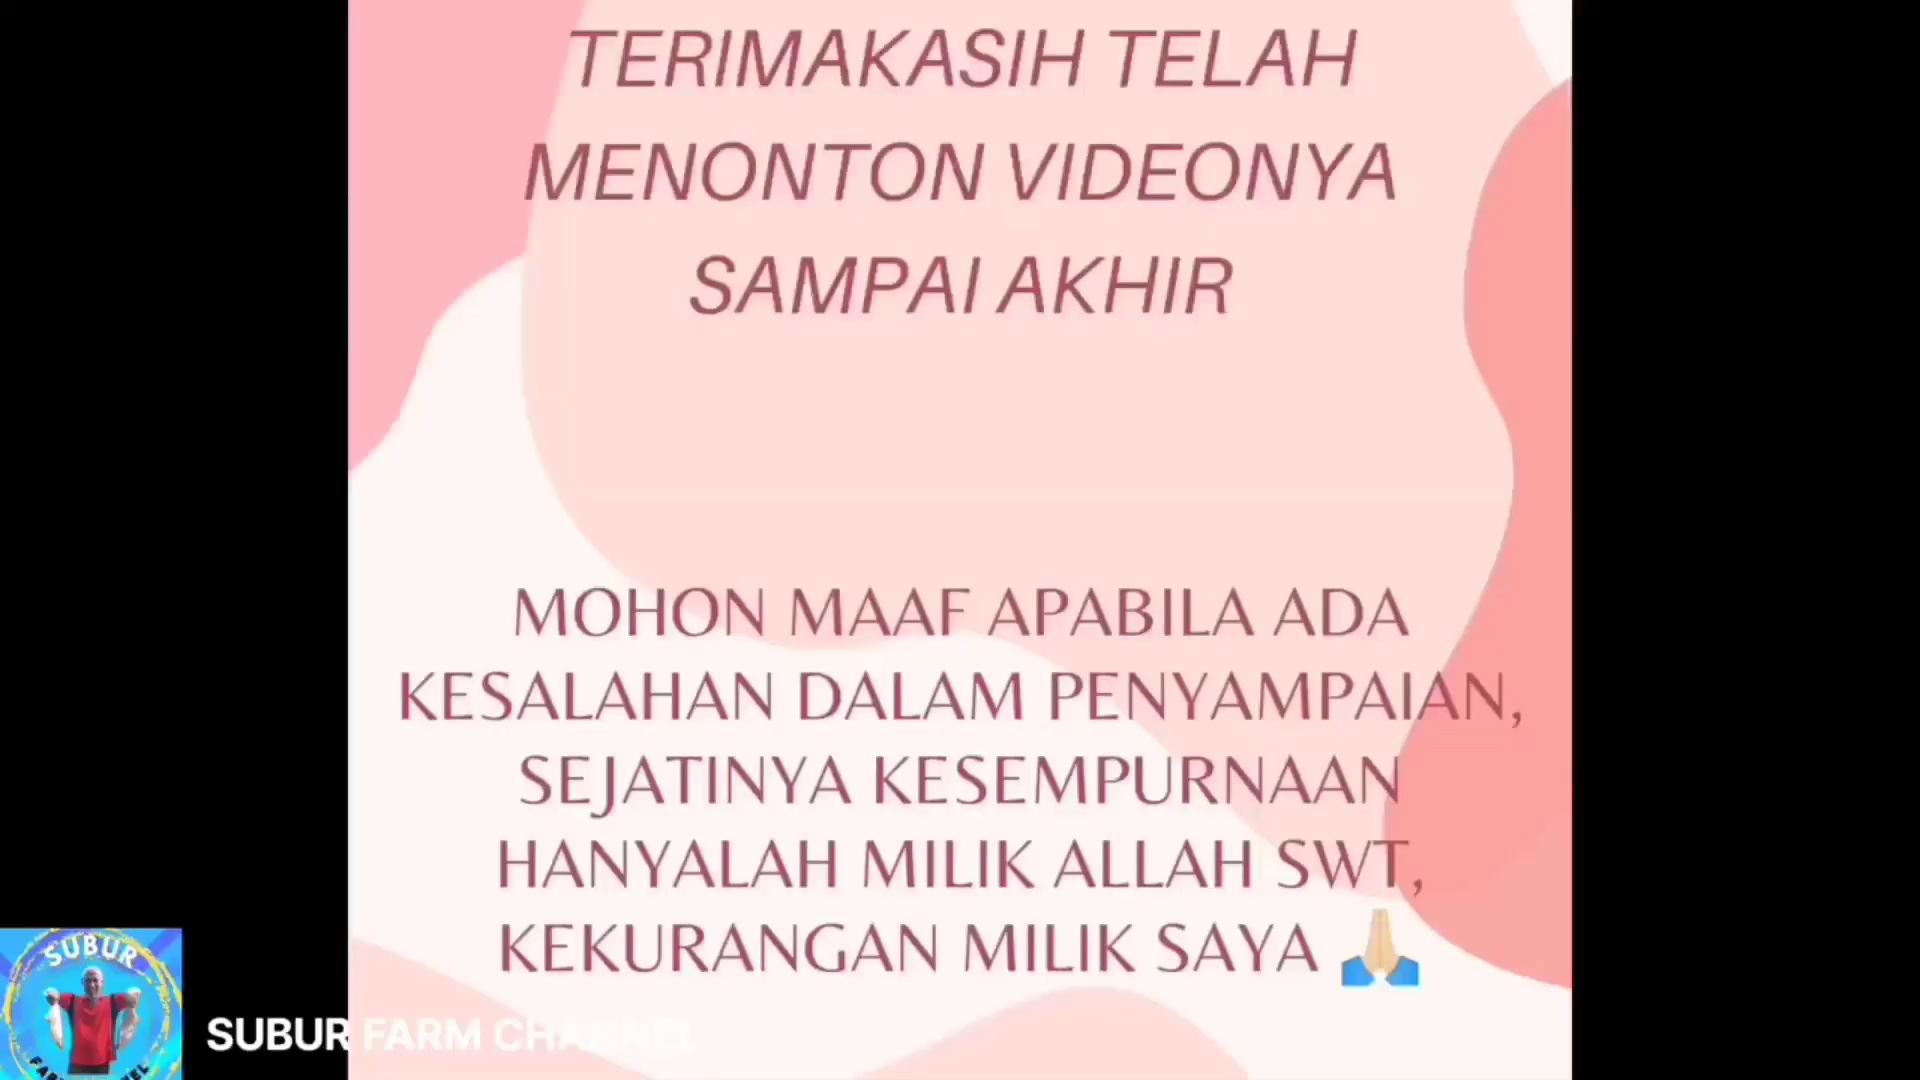 TERIMAKASIH TELAH
MENONTON VIDEONYA
SAMPAI AKHIR
MOHON MAAF APABILA ADA
KESALAHAN DALAM PENYAMPAIAN,
SEJATINYA KESEMPURNAAN
HANYALAH MILIK ALLAH SWT,
KEKURANGAN MILIK SAYA 🙏🏼
SUBUR
SUBUR FARM CHANNEL